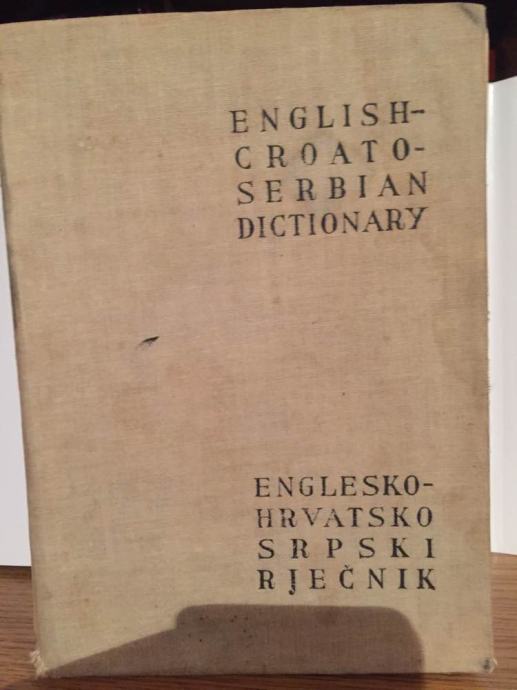 ENGLISH-
CROATO-
SERBIAN
DICTIONARY
ENGLESKO-
HRVATSKO
SRPSKI
RJEČNIK